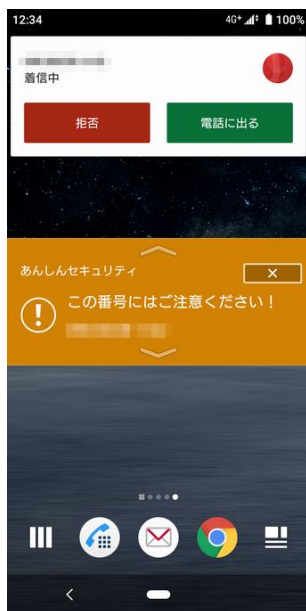 12:34
4G+
100%
着信中
拒否
電話に出る
あんしんセキュリティ
この番号にはご注意ください！